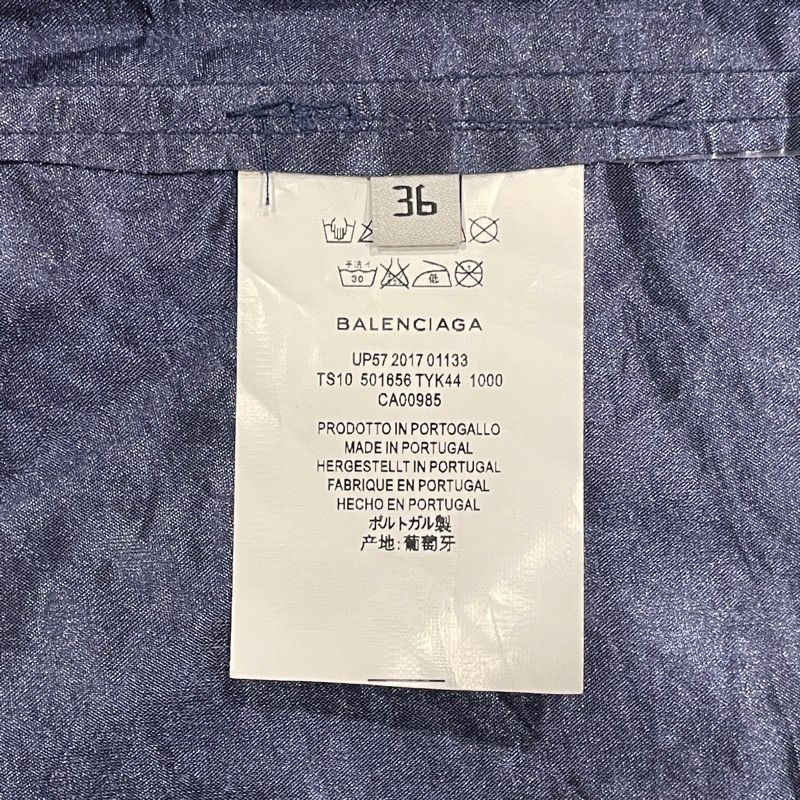 36
手洗イ
30
低
BALENCIAGA
UP57 2017 01133
TS10 501656 TYK44 1000
CA00985
PRODOTTO IN PORTOGALLO
MADE IN PORTUGAL
HERGESTELLT IN PORTUGAL
FABRIQUE EN PORTUGAL
HECHO EN PORTUGAL
ポルトガル製
产地:葡萄牙